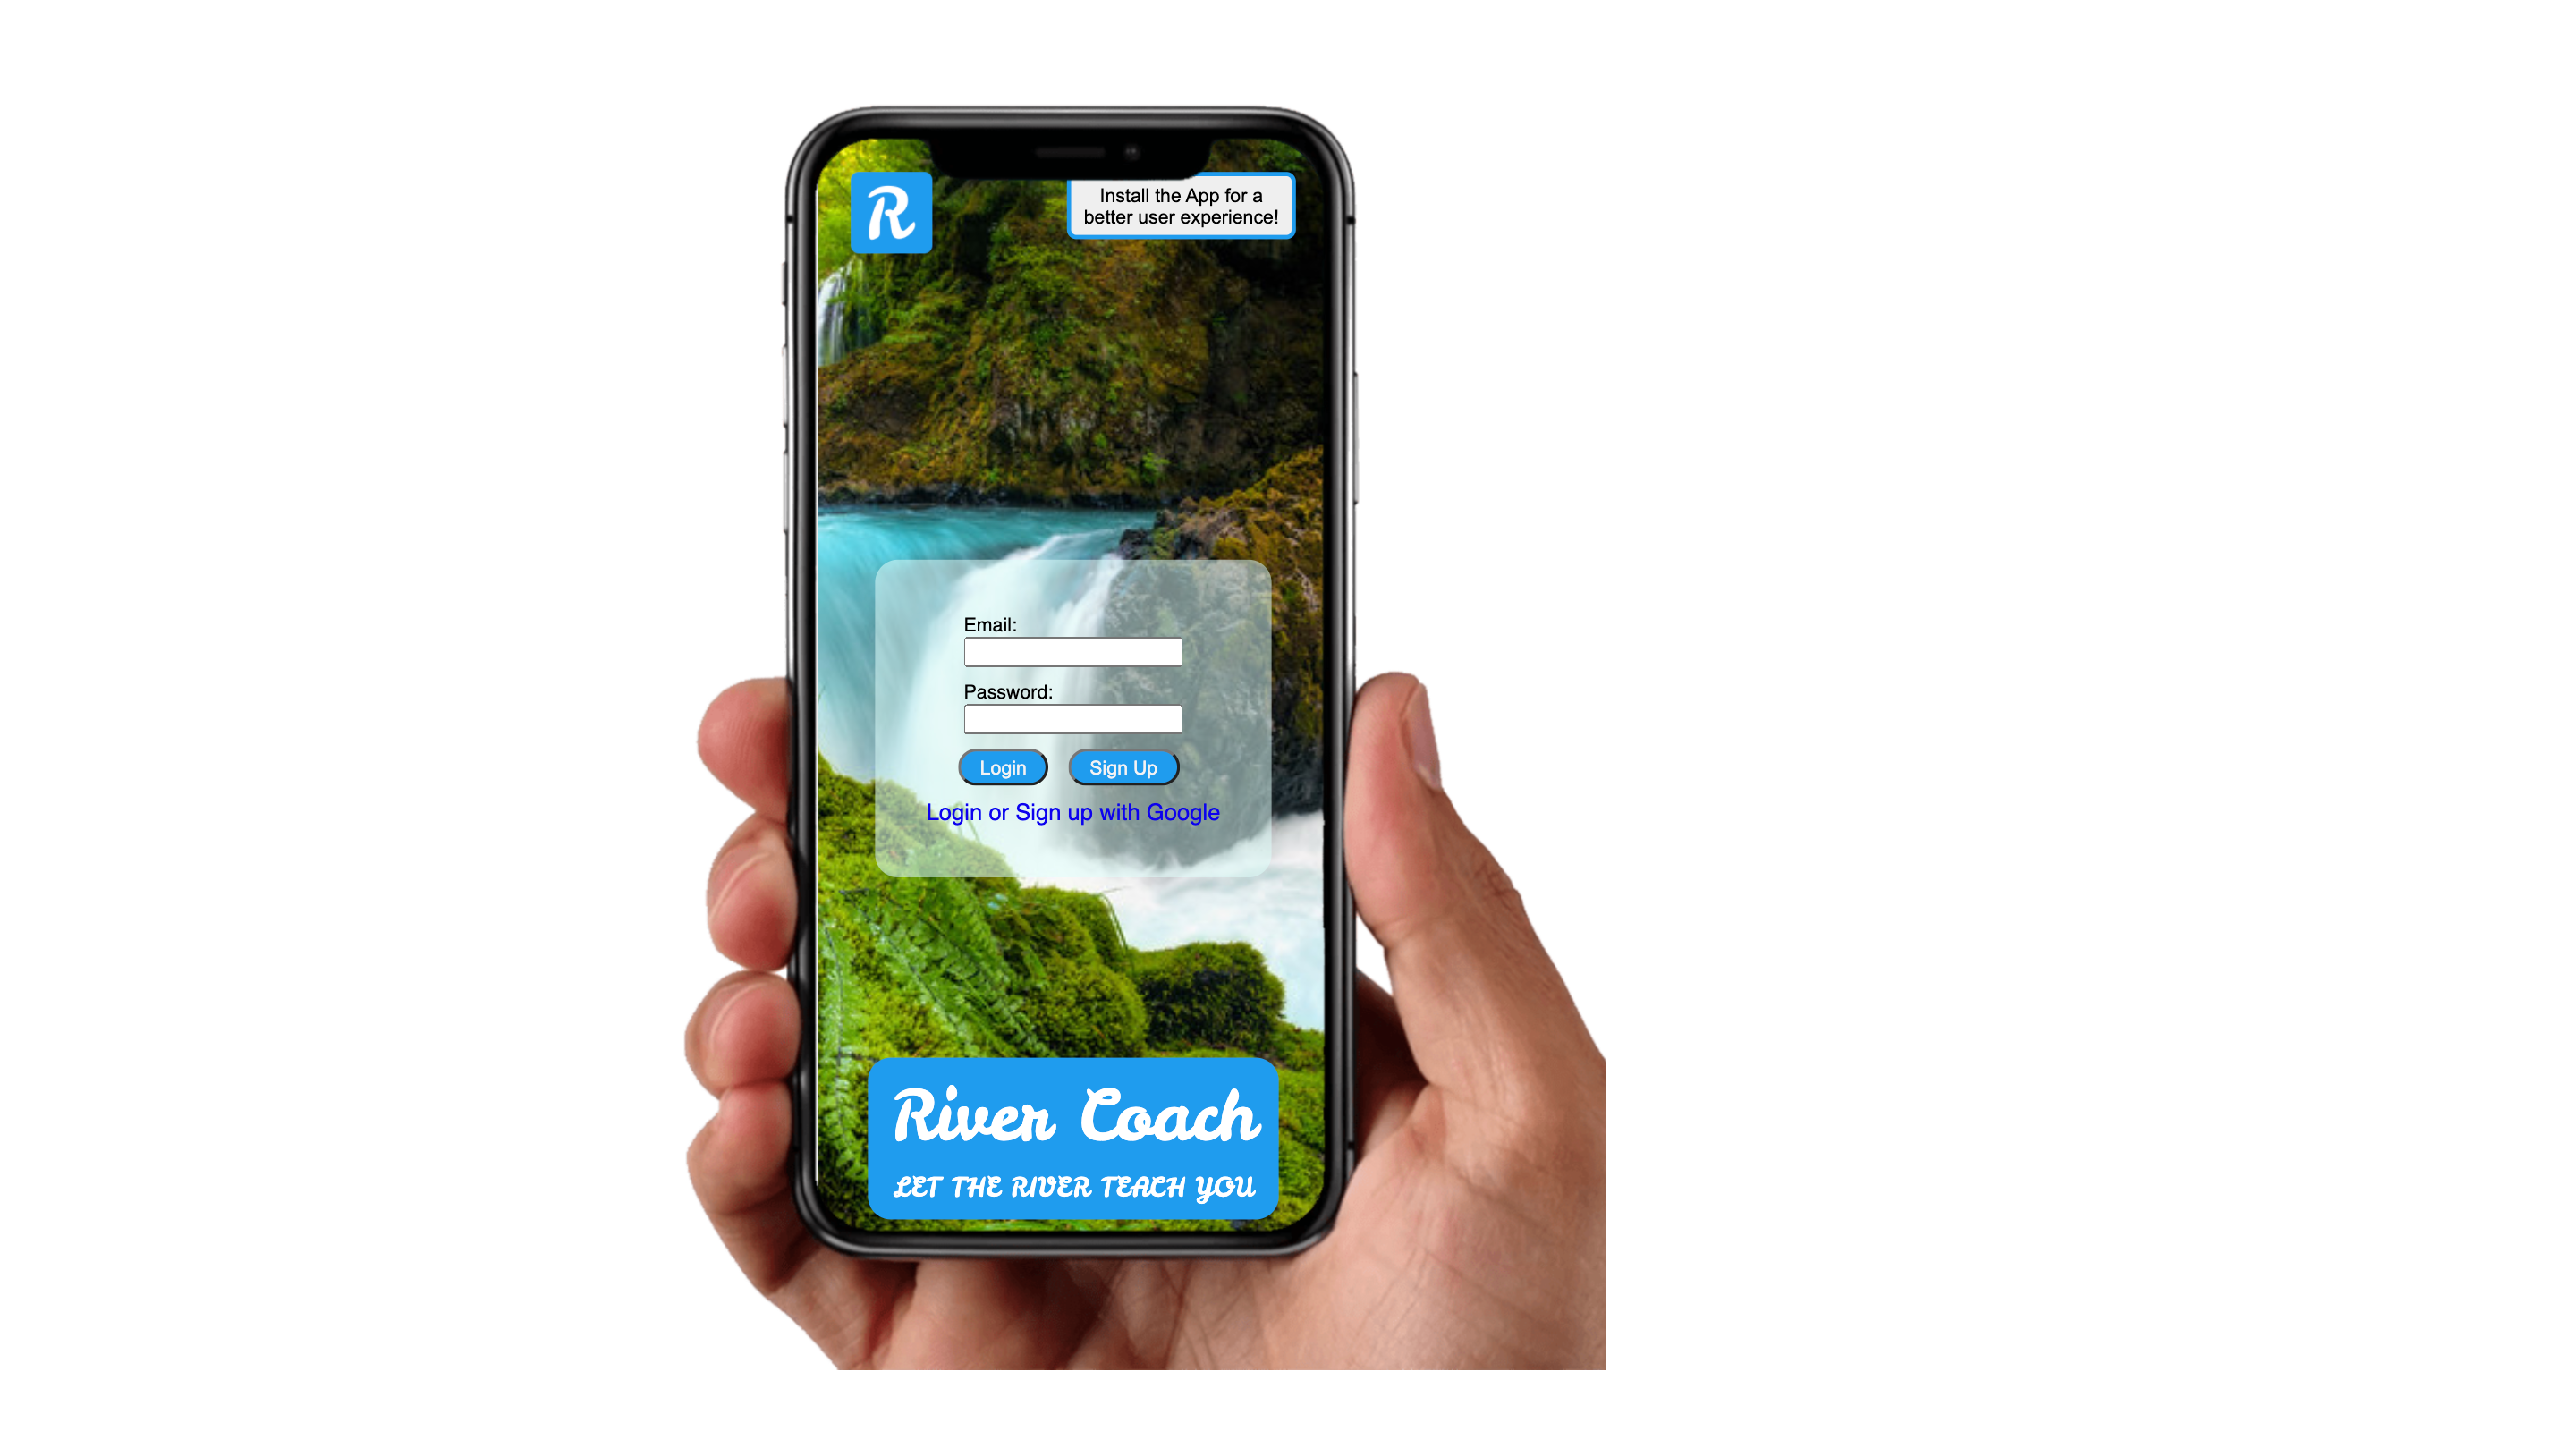 R
Install the App for a
better user experience!
Email:
Password:
Login
Sign Up
Login or Sign up with Google
River Coach
LET THE RIVER TEACH YOU